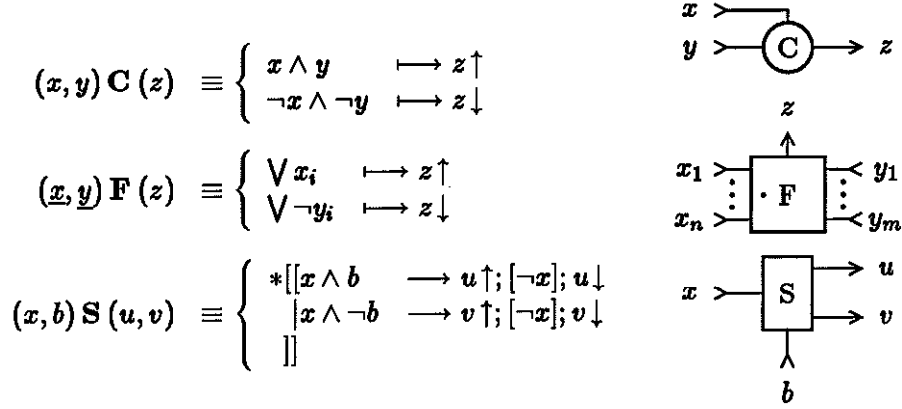 x
y
C
z
(x, y) C (z) ≡ { x ∧ y ⟼ z↑
¬x ∧ ¬y ⟼ z↓
z
(x, y) F (z) ≡ { ⋁ xᵢ ⟼ z↑
⋁ ¬yᵢ ⟼ z↓
x₁
F
y₁
xₙ
yₘ
(x, b) S (u, v) ≡ { *[[x ∧ b ⟶ u↑; [¬x]; u↓
|x ∧ ¬b ⟶ v↑; [¬x]; v↓
]]
x
S
u
v
b